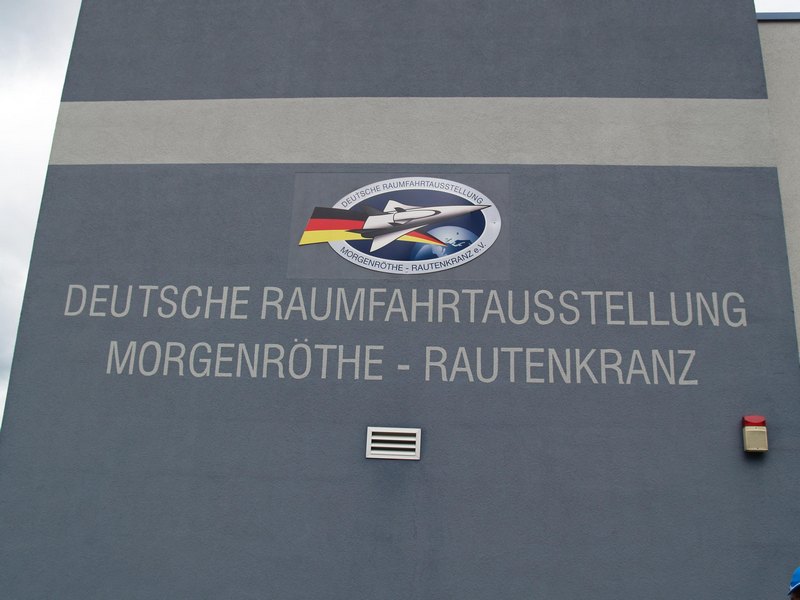 DEUTSCHE RAUMFAHRTAUSSTELLUNG
MORGENRÖTHE - RAUTENKRANZ e.V.
DEUTSCHE RAUMFAHRTAUSSTELLUNG
MORGENRÖTHE - RAUTENKRANZ